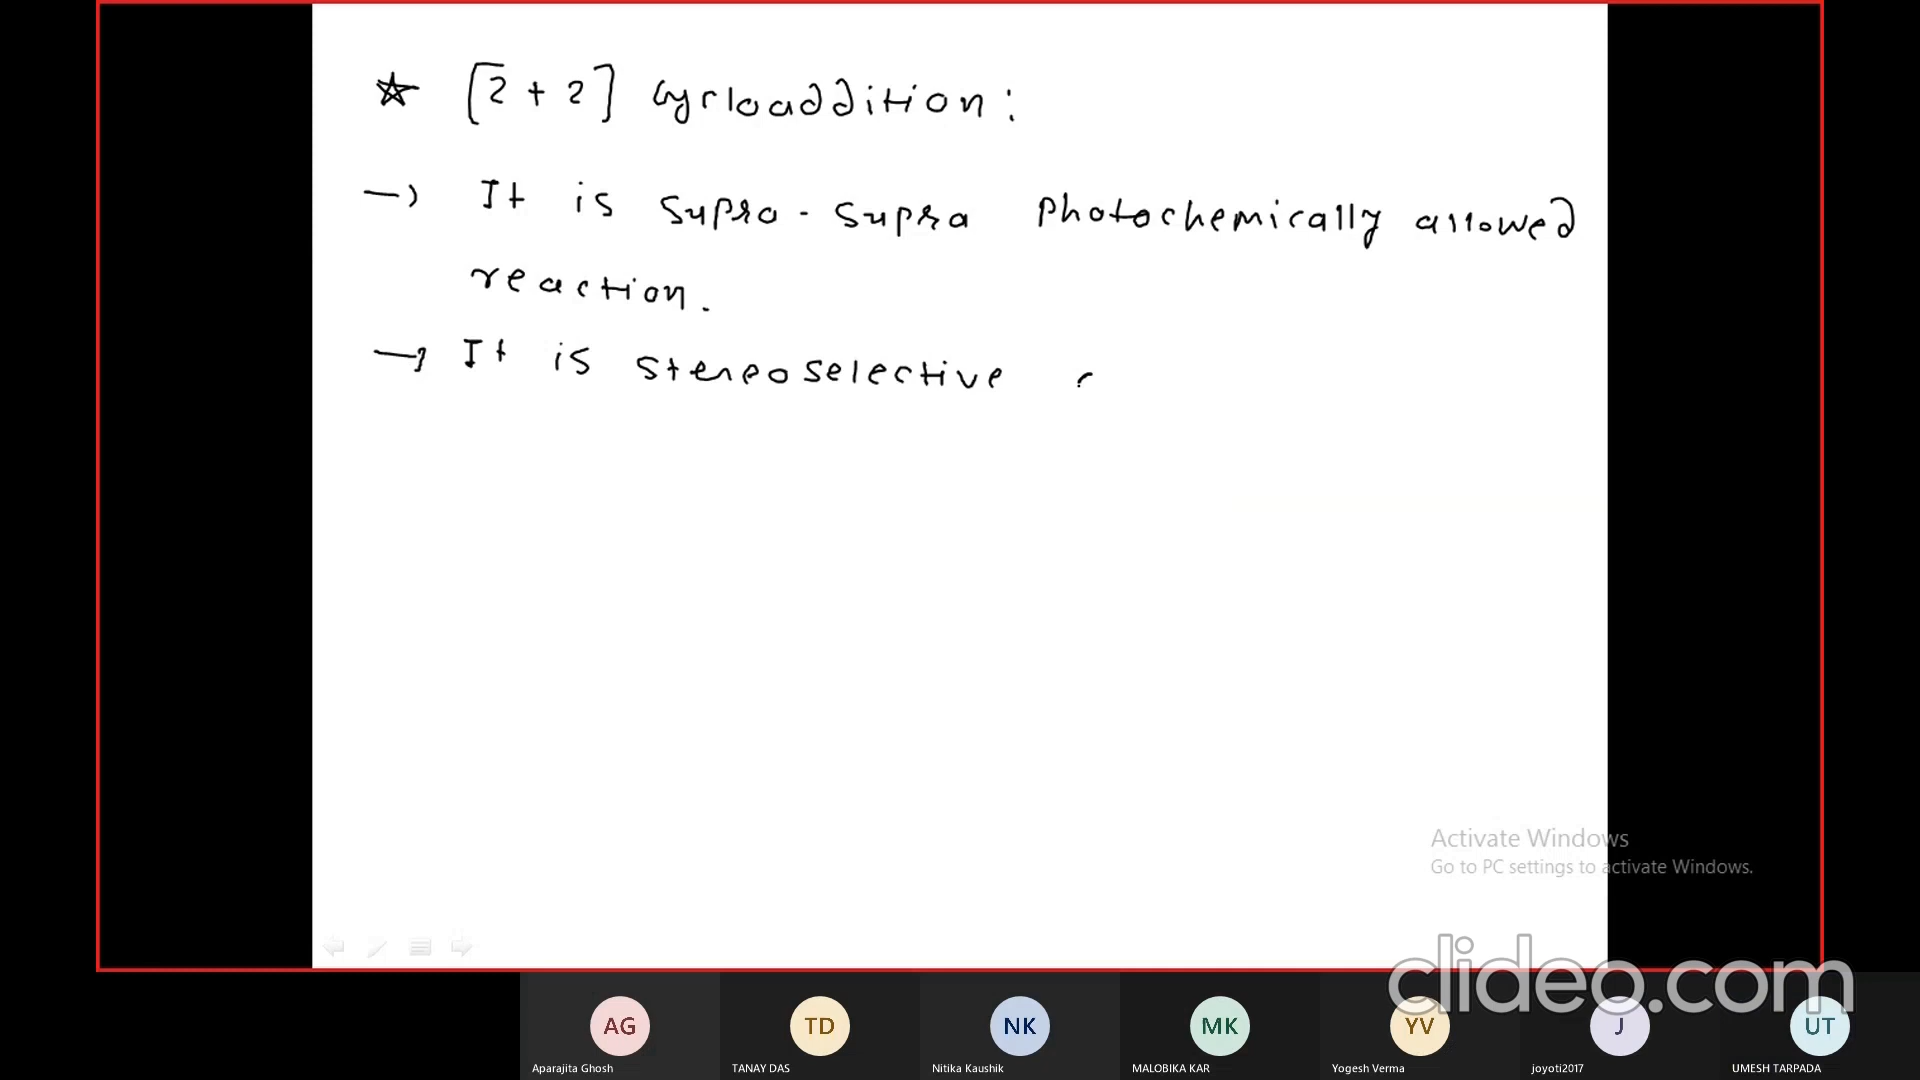 ☆ [2 + 2] Cycloaddition :
→ It is supra - supra photochemically allowed
reaction.
→ It is stereoselective
Activate Windows
Go to PC settings to activate Windows.
clideo.com
AG TD NK MK YV J UT
Aparajita Ghosh TANAY DAS Nitika Kaushik MALOBIKA KAR Yogesh Verma joyoti2017 UMESH TARPADA